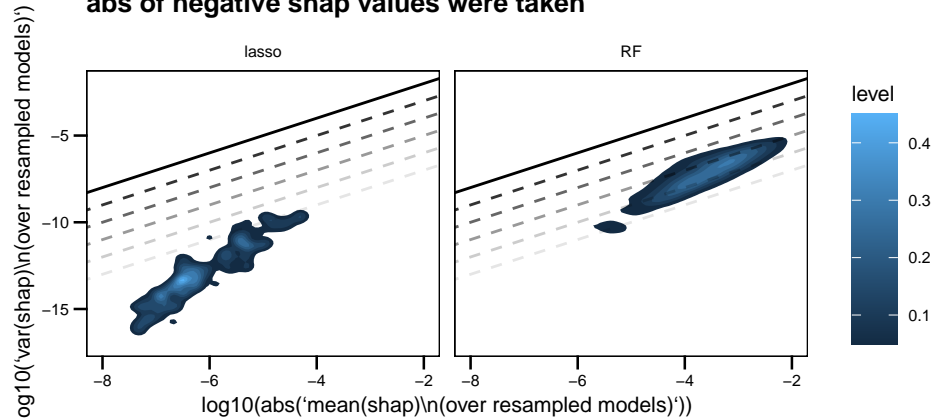 abs of negative shap values were taken
lasso
RF
og10(‘var(shap)\n(over resampled models)‘)
−5
−10
−15
−8
−6
−4
−2
−8
−6
−4
−2
log10(abs(‘mean(shap)\n(over resampled models)‘))
level
0.4
0.3
0.2
0.1